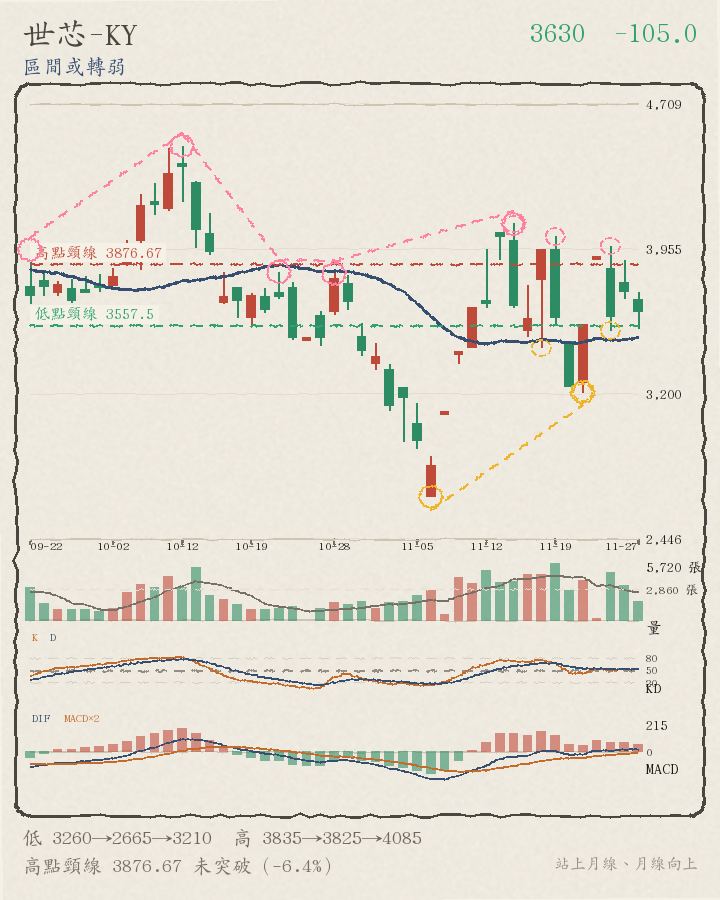 世芯-KY 3630 -105.0
區間或轉弱
4,709
高點頸線 3876.67
3,955
低點頸線 3557.5
3,200
2,446
09-22 10-02 10-12 10-19 10-28 11-05 11-12 11-19 11-27
5,720 張
2,860 張
量
K D
80
50
20
KD
DIF MACD×2
215
0
MACD
低 3260→2665→3210 高 3835→3825→4085
高點頸線 3876.67 未突破 (-6.4%)
站上月線、月線向上